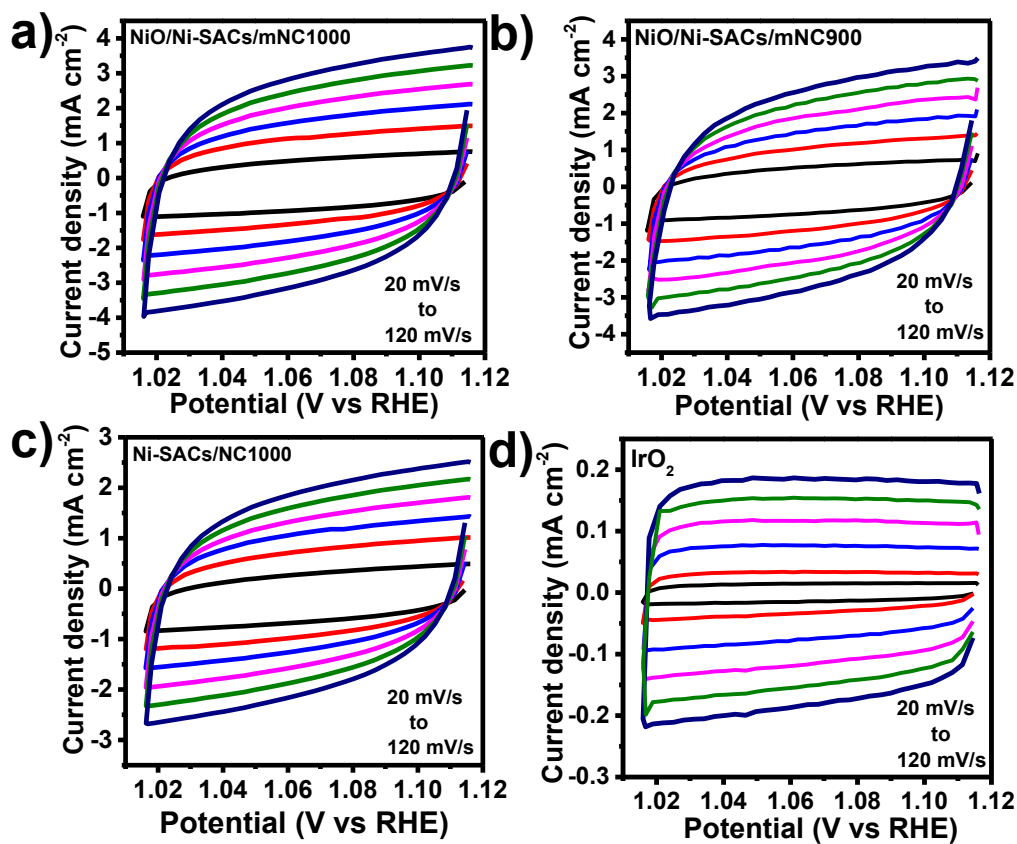 a)
NiO/Ni-SACs/mNC1000
Current density (mA cm-2)
4
3
2
1
0
-1
-2
-3
-4
-5
20 mV/s
to
120 mV/s
1.02 1.04 1.06 1.08 1.10 1.12
Potential (V vs RHE)
b)
NiO/Ni-SACs/mNC900
Current density (mA cm-2)
4
3
2
1
0
-1
-2
-3
-4
20 mV/s
to
120 mV/s
1.02 1.04 1.06 1.08 1.10 1.12
Potential (V vs RHE)
c)
Ni-SACs/NC1000
Current density (mA cm-2)
3
2
1
0
-1
-2
-3
20 mV/s
to
120 mV/s
1.02 1.04 1.06 1.08 1.10 1.12
Potential (V vs RHE)
d)
IrO2
Current density (mA cm-2)
0.2
0.1
0.0
-0.1
-0.2
-0.3
20 mV/s
to
120 mV/s
1.02 1.04 1.06 1.08 1.10 1.12
Potential (V vs RHE)